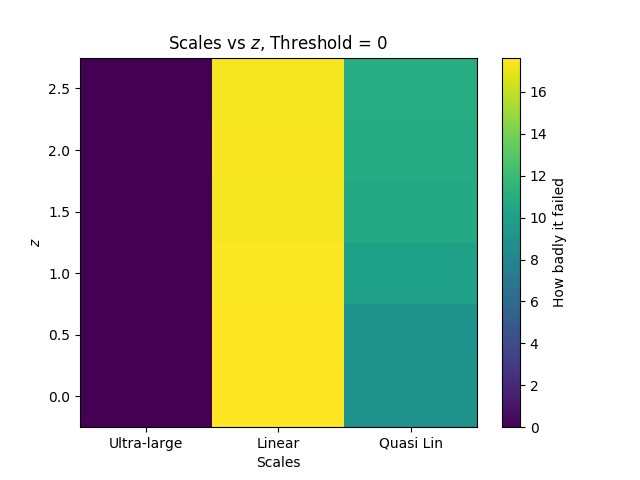 Scales vs z, Threshold = 0
2.5
2.0
1.5
1.0
0.5
0.0
z
Ultra-large
Linear
Quasi Lin
Scales
16
14
12
10
8
6
4
2
0
How badly it failed